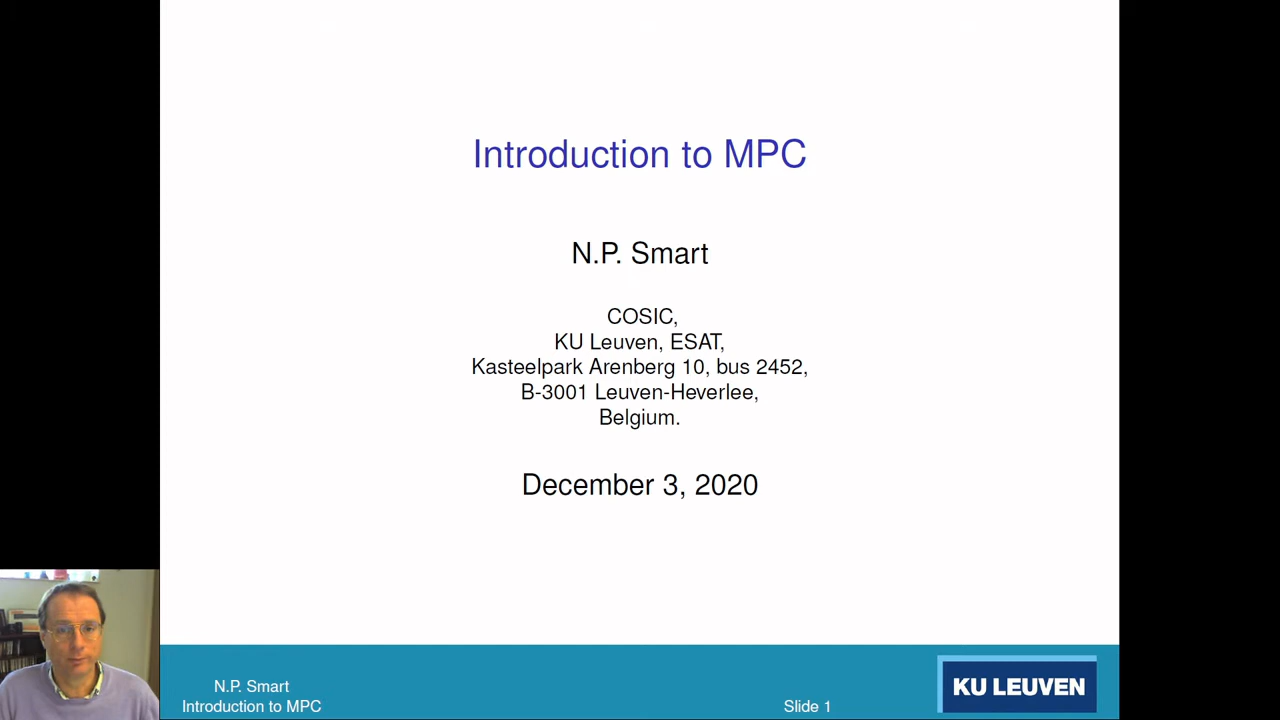 Introduction to MPC
N.P. Smart
COSIC,
KU Leuven, ESAT,
Kasteelpark Arenberg 10, bus 2452,
B-3001 Leuven-Heverlee,
Belgium.
December 3, 2020
N.P. Smart
Introduction to MPC
Slide 1
KU LEUVEN